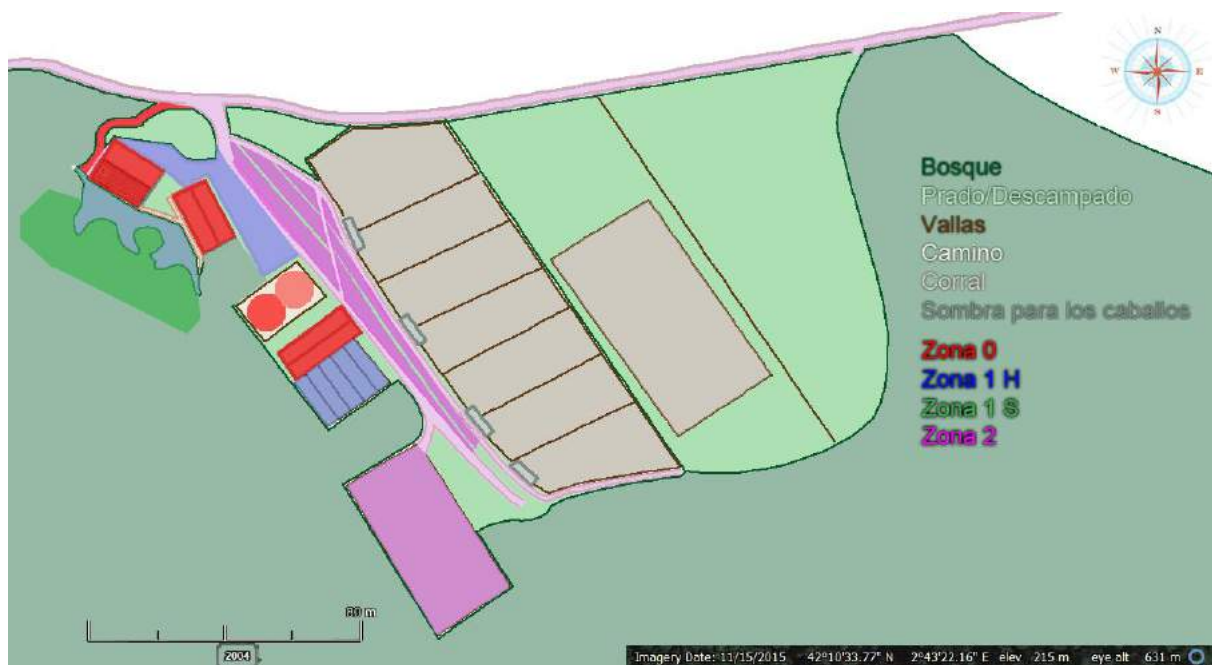 N
W E
S
Bosque
Prado/Descampado
Vallas
Camino
Corral
Sombra para los caballos
Zona 0
Zona 1 H
Zona 1 S
Zona 2
80 m
2004
Imagery Date: 11/15/2015 42°10'33.77" N 2°43'22.16" E elev 215 m eye alt 631 m